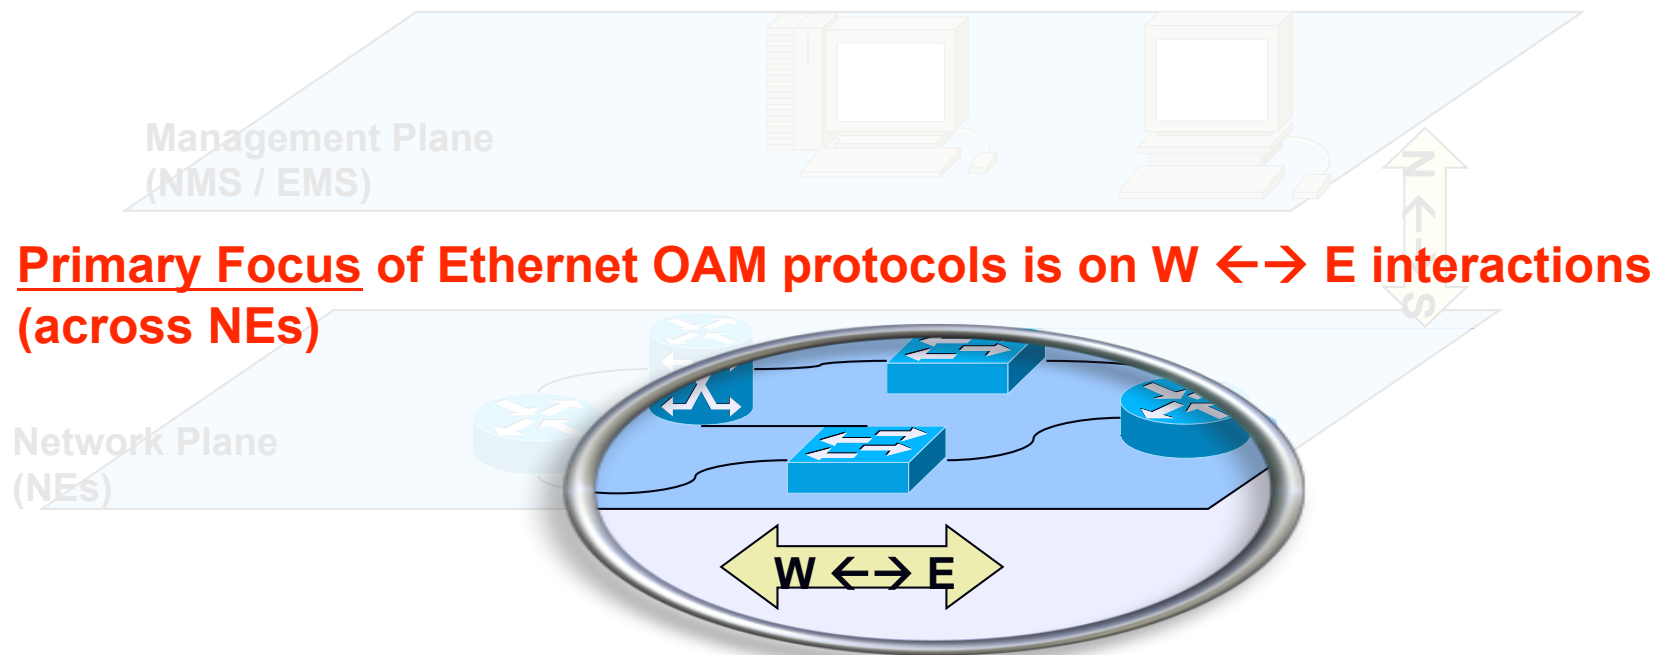 Management Plane
(NMS / EMS)
N ←→ S
Primary Focus of Ethernet OAM protocols is on W ←→ E interactions
(across NEs)
Network Plane
(NEs)
W ←→ E